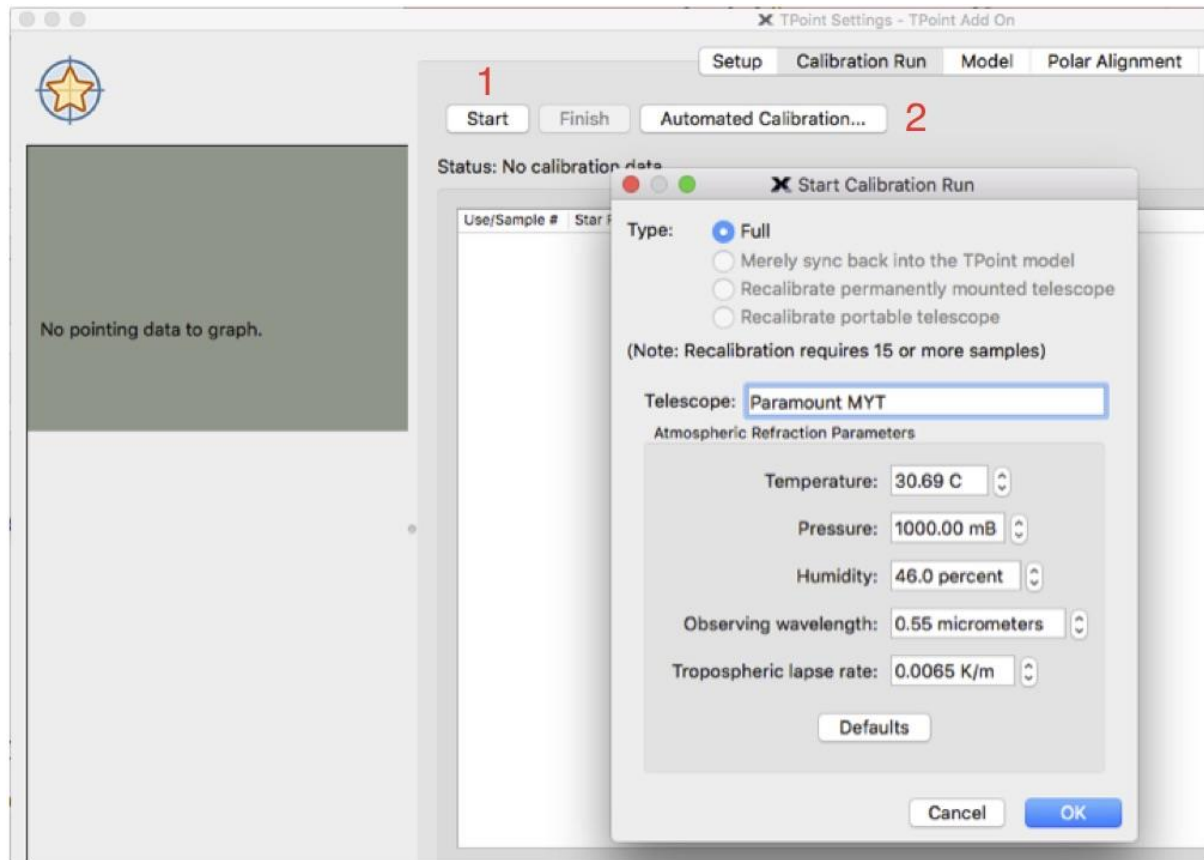 TPoint Settings - TPoint Add On
Setup Calibration Run Model Polar Alignment
1
Start Finish Automated Calibration... 2
Status: No calibration data
Start Calibration Run
Use/Sample # Star
Type: Full
Merely sync back into the TPoint model
Recalibrate permanently mounted telescope
Recalibrate portable telescope
No pointing data to graph.
(Note: Recalibration requires 15 or more samples)
Telescope: Paramount MYT
Atmospheric Refraction Parameters
Temperature: 30.69 C
Pressure: 1000.00 mB
Humidity: 46.0 percent
Observing wavelength: 0.55 micrometers
Tropospheric lapse rate: 0.0065 K/m
Defaults
Cancel OK